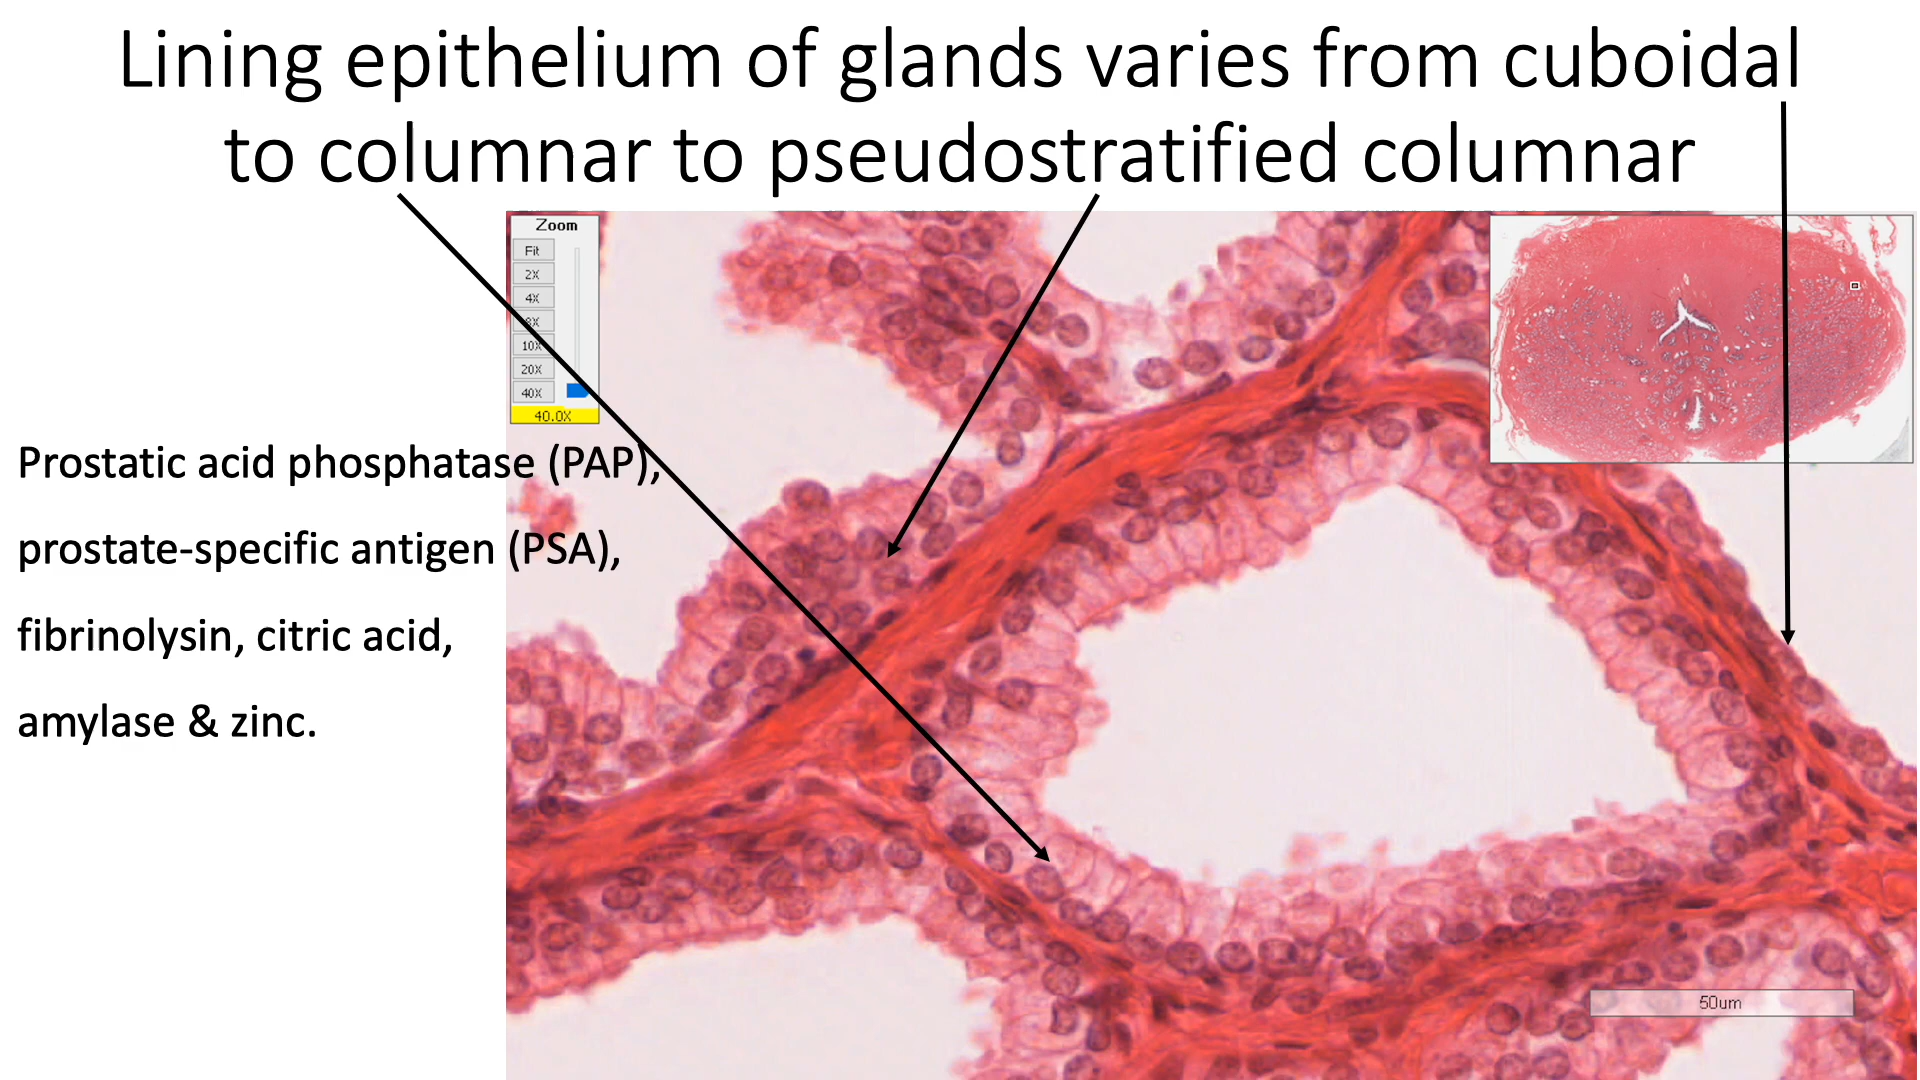 Lining epithelium of glands varies from cuboidal
to columnar to pseudostratified columnar
Zoom
Fit
2X
4X
8X
10X
20X
40X
40.0X
Prostatic acid phosphatase (PAP),
prostate-specific antigen (PSA),
fibrinolysin, citric acid,
amylase & zinc.
50um